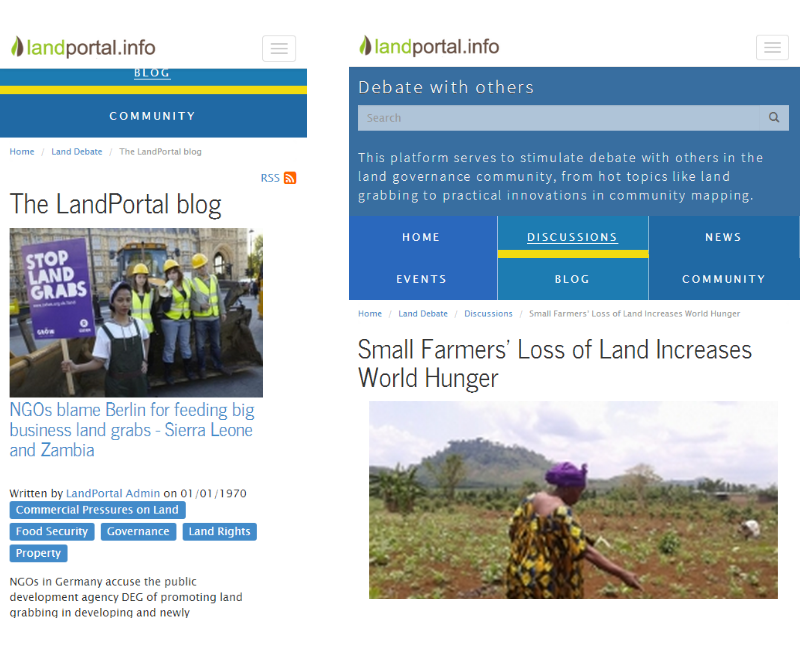 landportal.info
BLOG
COMMUNITY
Home / Land Debate / The LandPortal blog
RSS
The LandPortal blog
STOP
LAND
GRABS
GROW
OXFAM
NGOs blame Berlin for feeding big
business land grabs - Sierra Leone
and Zambia
Written by LandPortal Admin on 01/01/1970
Commercial Pressures on Land
Food Security Governance Land Rights
Property
NGOs in Germany accuse the public
development agency DEG of promoting land
grabbing in developing and newly
landportal.info
Debate with others
Search
This platform serves to stimulate debate with others in the
land governance community, from hot topics like land
grabbing to practical innovations in community mapping.
HOME DISCUSSIONS NEWS
EVENTS BLOG COMMUNITY
Home / Land Debate / Discussions / Small Farmers' Loss of Land Increases World Hunger
Small Farmers’ Loss of Land Increases
World Hunger